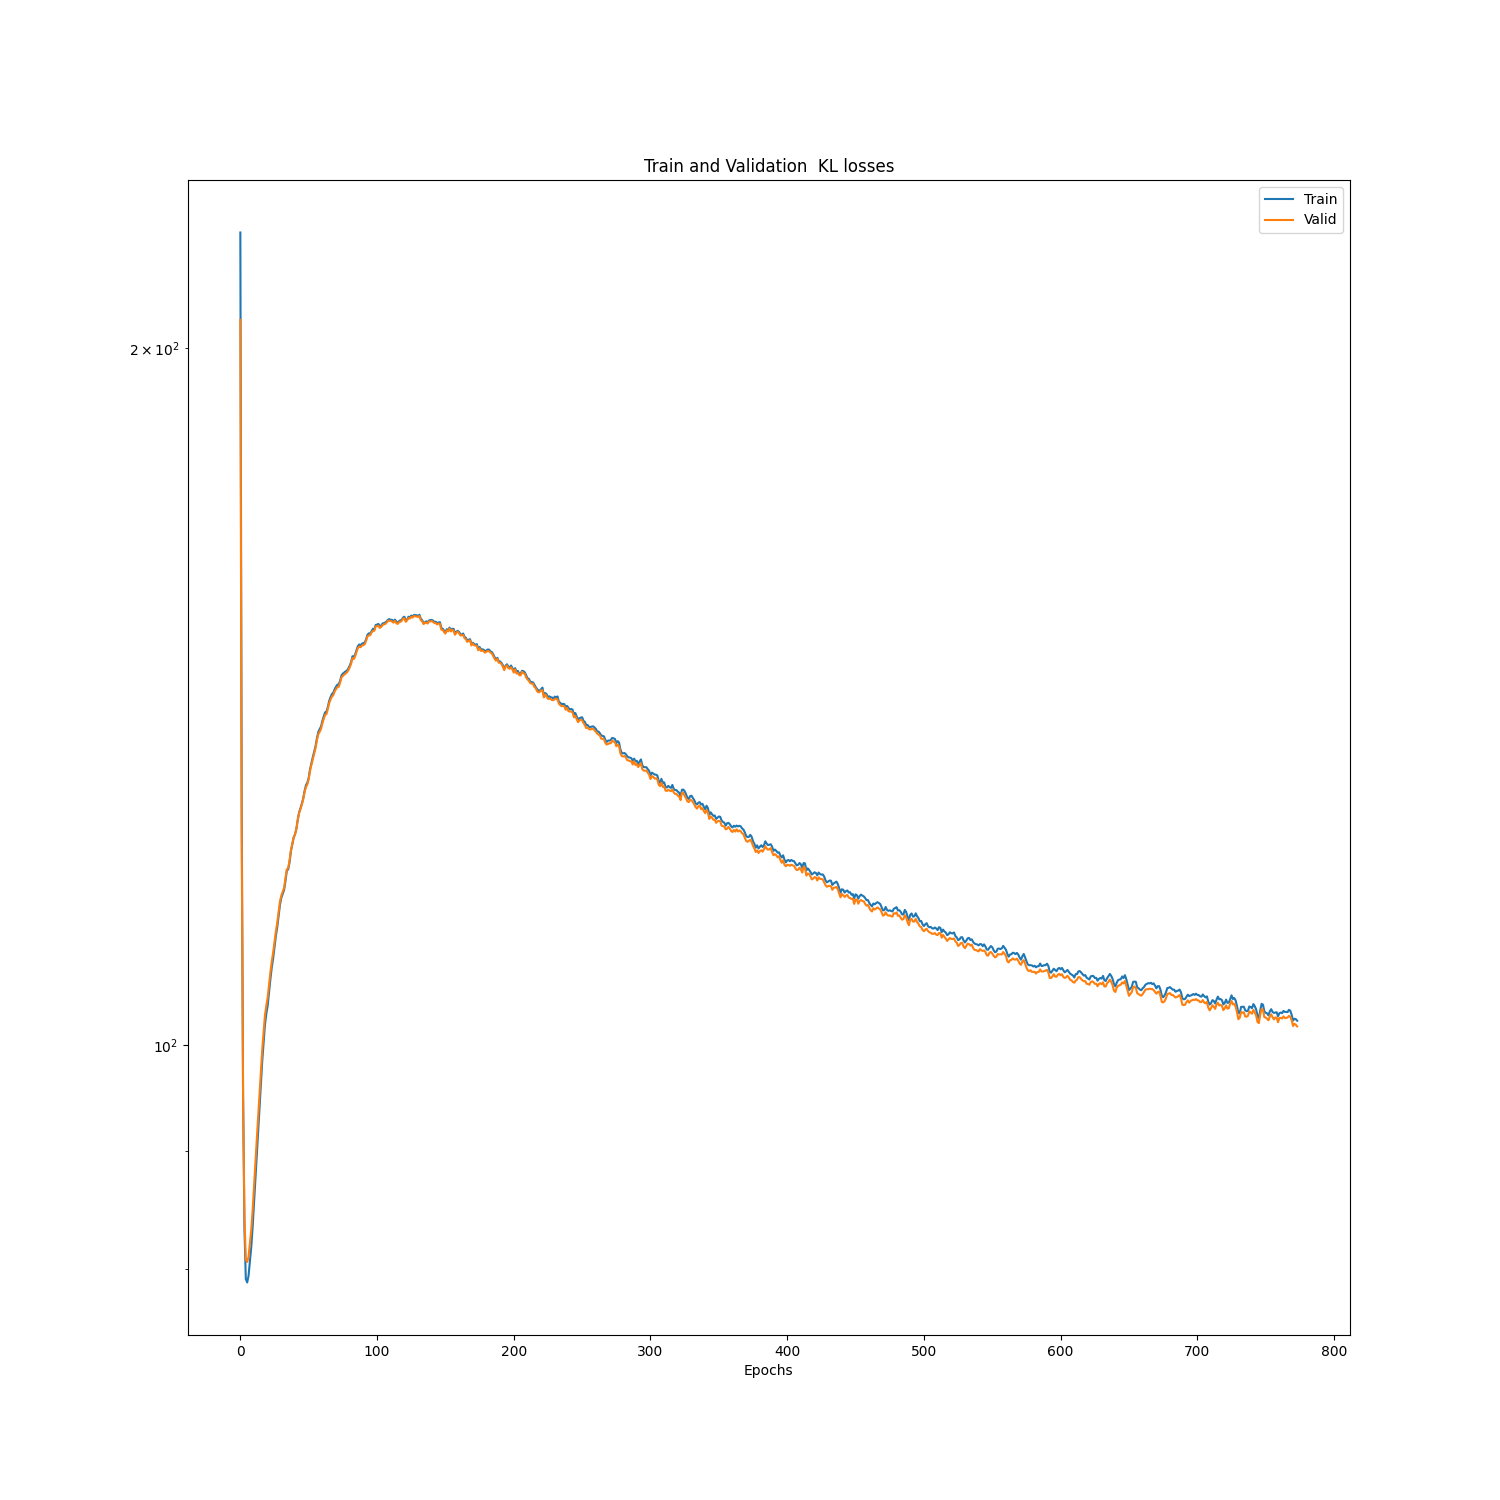 Train and Validation  KL losses
Train
Valid
2 × 10²
10²
0 100 200 300 400 500 600 700 800
Epochs